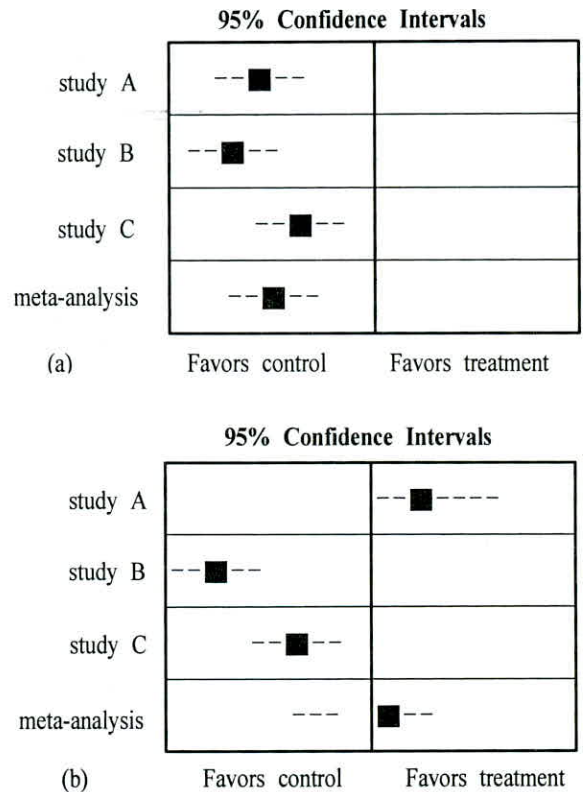 95% Confidence Intervals
study A
study B
study C
meta-analysis
(a) Favors control Favors treatment
95% Confidence Intervals
study A
study B
study C
meta-analysis
(b) Favors control Favors treatment